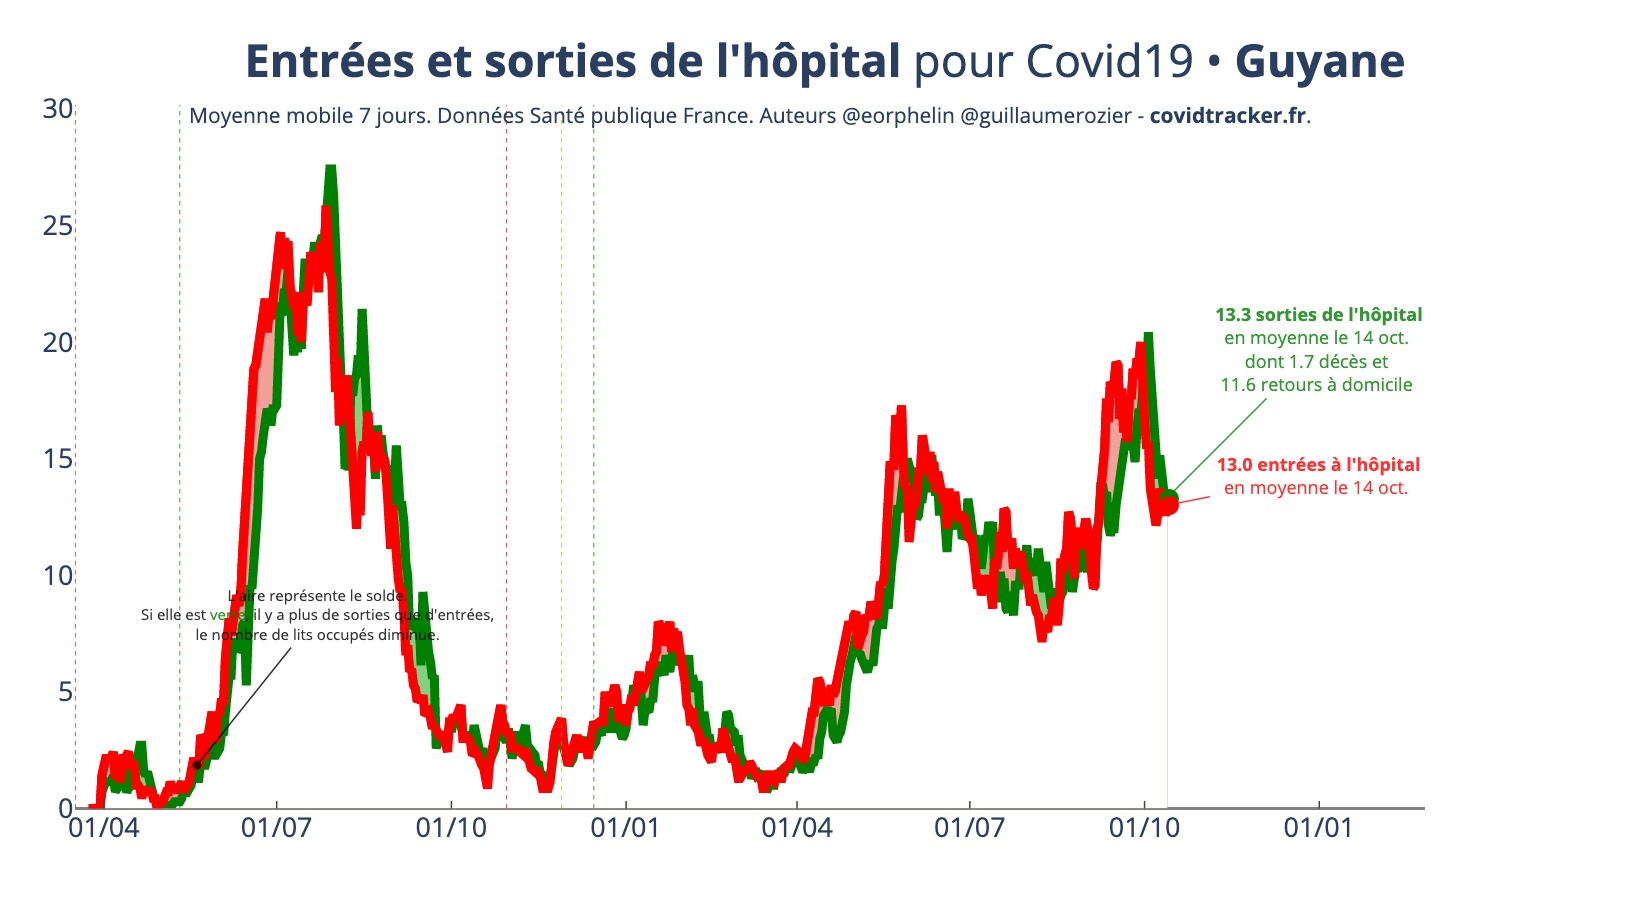 Entrées et sorties de l'hôpital pour Covid19 • Guyane
Moyenne mobile 7 jours. Données Santé publique France. Auteurs @eorphelin @guillaumerozier - covidtracker.fr.
30
25
20
15
10
5
0
13.3 sorties de l'hôpital
en moyenne le 14 oct.
dont 1.7 décès et
11.6 retours à domicile
13.0 entrées à l'hôpital
en moyenne le 14 oct.
L'aire représente le solde.
Si elle est verte, il y a plus de sorties que d'entrées,
le nombre de lits occupés diminue.
01/04 01/07 01/10 01/01 01/04 01/07 01/10 01/01